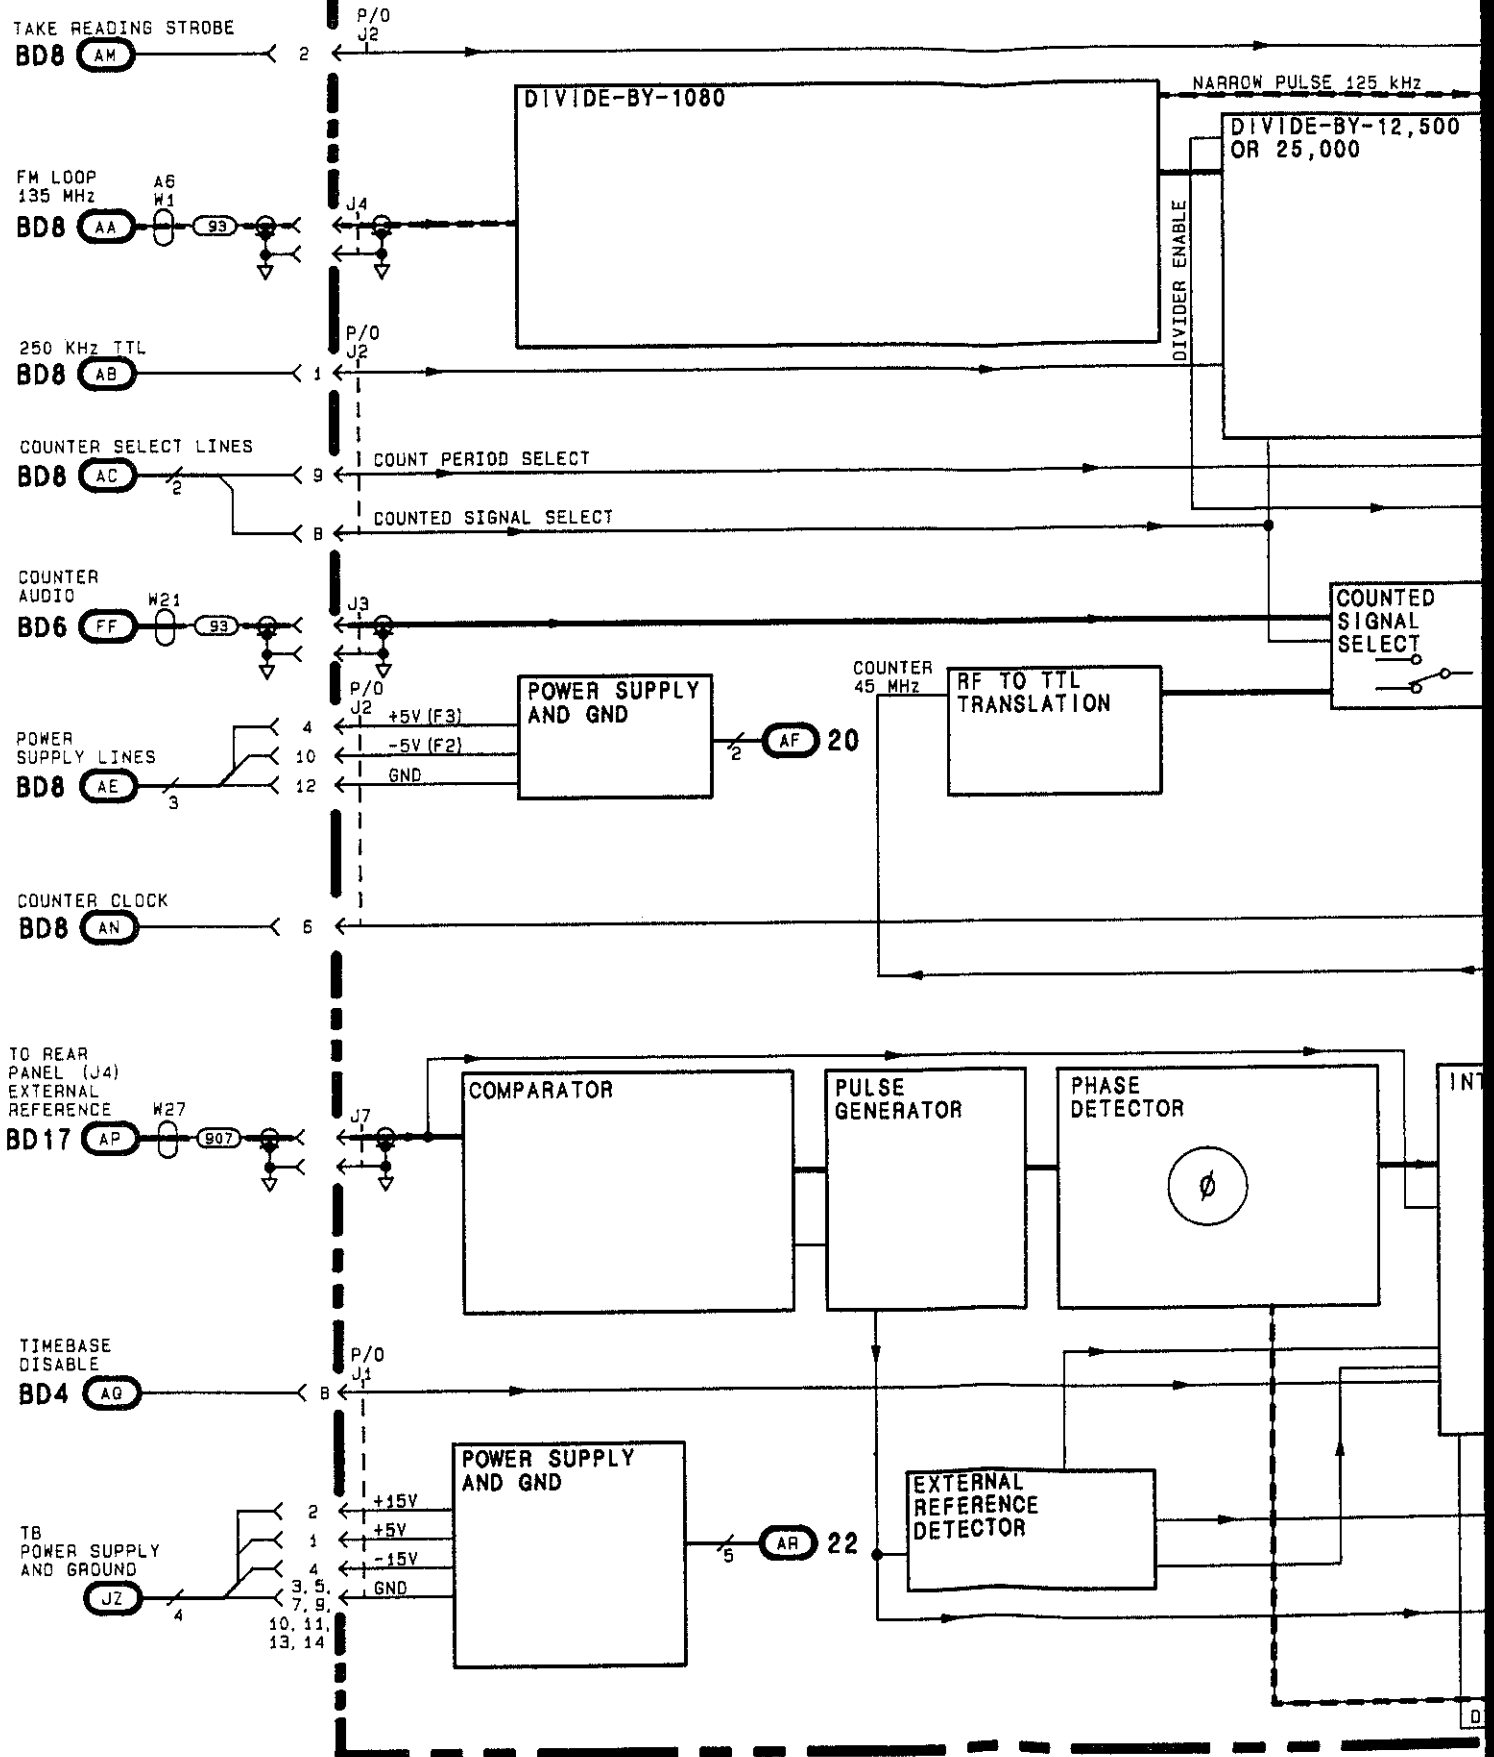 TAKE READING STROBE
BD8 AM
2
P/O
J2
DIVIDE-BY-1080
NARROW PULSE 125 kHz
DIVIDE-BY-12,500
OR 25,000
DIVIDER ENABLE
FM LOOP
135 MHz
BD8 AA
A6
W1
93
J4
250 KHz TTL
BD8 AB
1
P/O
J2
COUNTER SELECT LINES
BD8 AC
2
9
COUNT PERIOD SELECT
8
COUNTED SIGNAL SELECT
COUNTER
AUDIO
BD6 FF
W21
93
J3
COUNTED
SIGNAL
SELECT
COUNTER
45 MHz
RF TO TTL
TRANSLATION
P/O
J2
POWER SUPPLY
AND GND
4
+5V (F3)
10
-5V (F2)
12
GND
2
AF 20
POWER
SUPPLY LINES
BD8 AE
3
COUNTER CLOCK
BD8 AN
6
TO REAR
PANEL (J4)
EXTERNAL
REFERENCE
BD17 AP
W27
907
J7
COMPARATOR
PULSE
GENERATOR
PHASE
DETECTOR
Ø
INT
TIMEBASE
DISABLE
BD4 AQ
8
P/O
J1
POWER SUPPLY
AND GND
2
+15V
1
+5V
4
-15V
3, 5,
7, 9,
10, 11,
13, 14
GND
5
AR 22
TB
POWER SUPPLY
AND GROUND
JZ
4
EXTERNAL
REFERENCE
DETECTOR
D